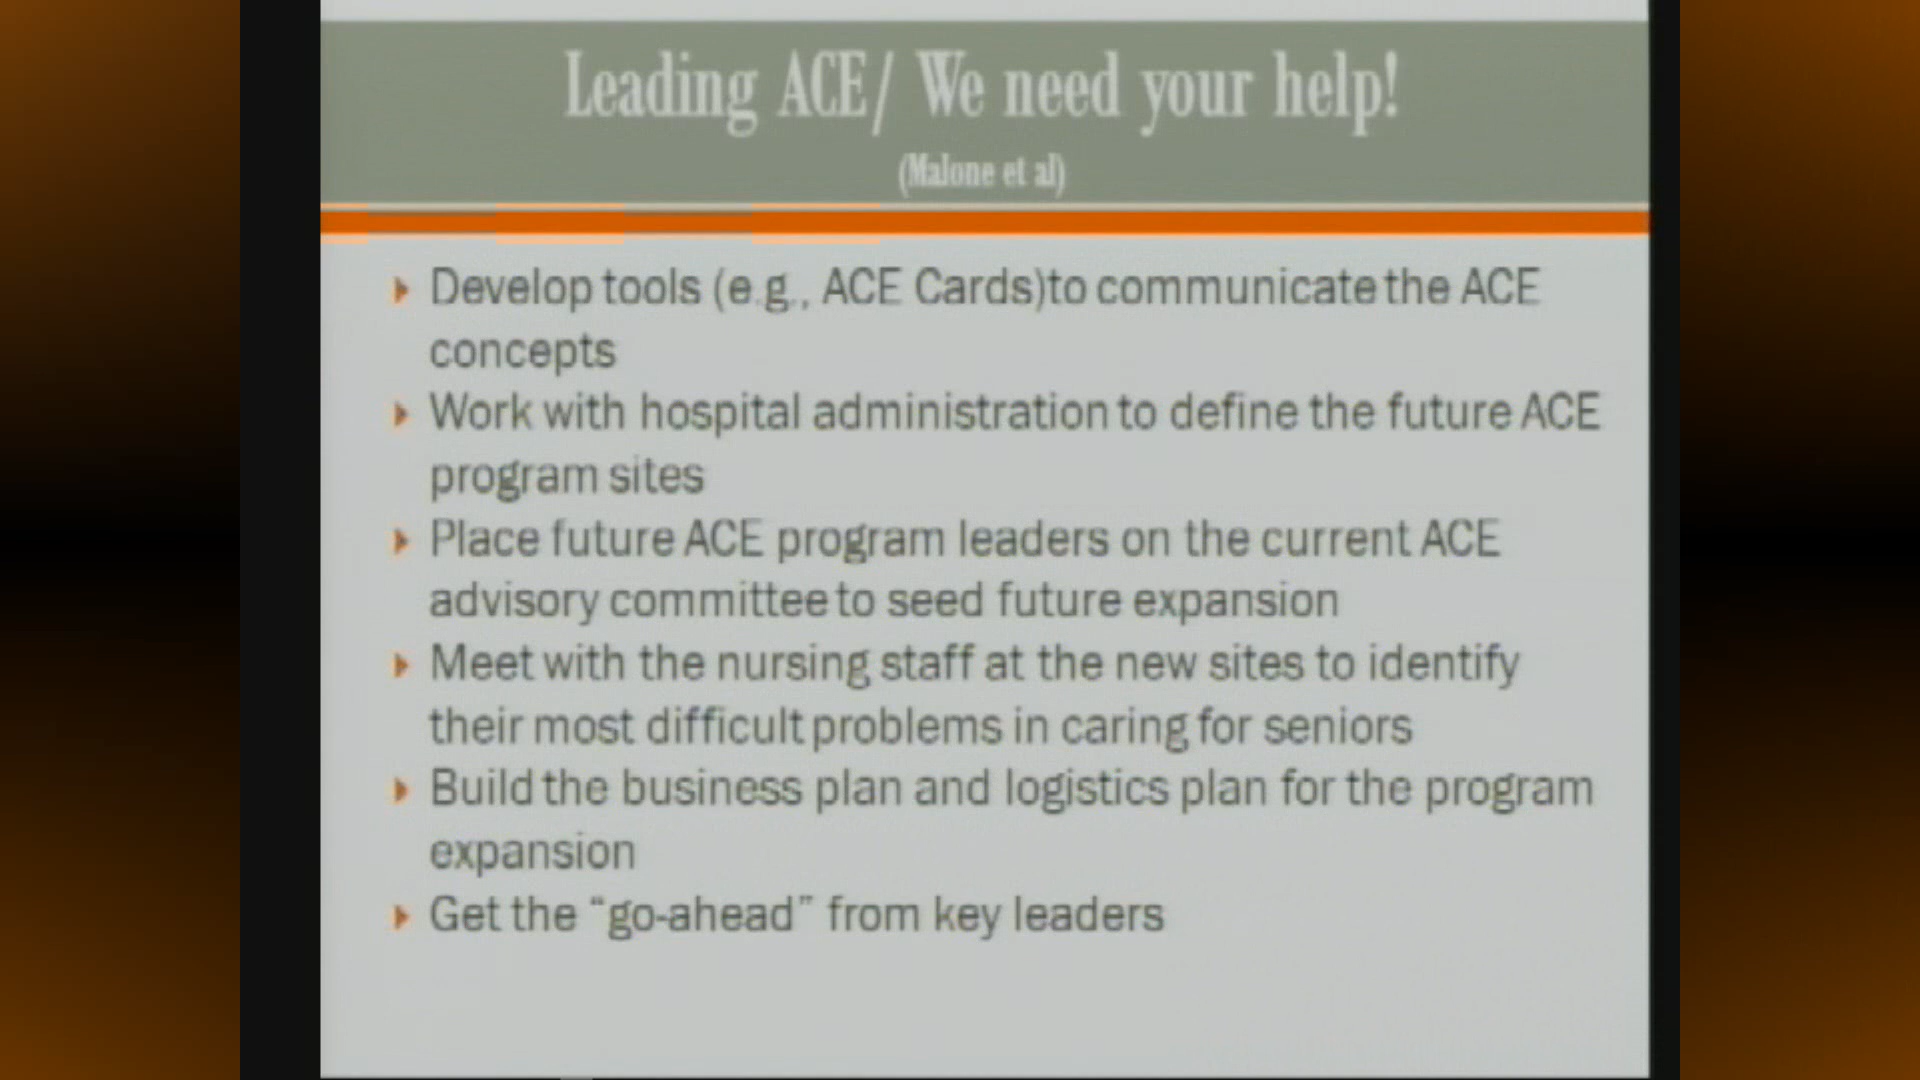 Leading ACE/ We need your help!
(Malone et al)
Develop tools (e.g., ACE Cards)to communicate the ACE
concepts
Work with hospital administration to define the future ACE
program sites
Place future ACE program leaders on the current ACE
advisory committee to seed future expansion
Meet with the nursing staff at the new sites to identify
their most difficult problems in caring for seniors
Build the business plan and logistics plan for the program
expansion
Get the “go-ahead” from key leaders